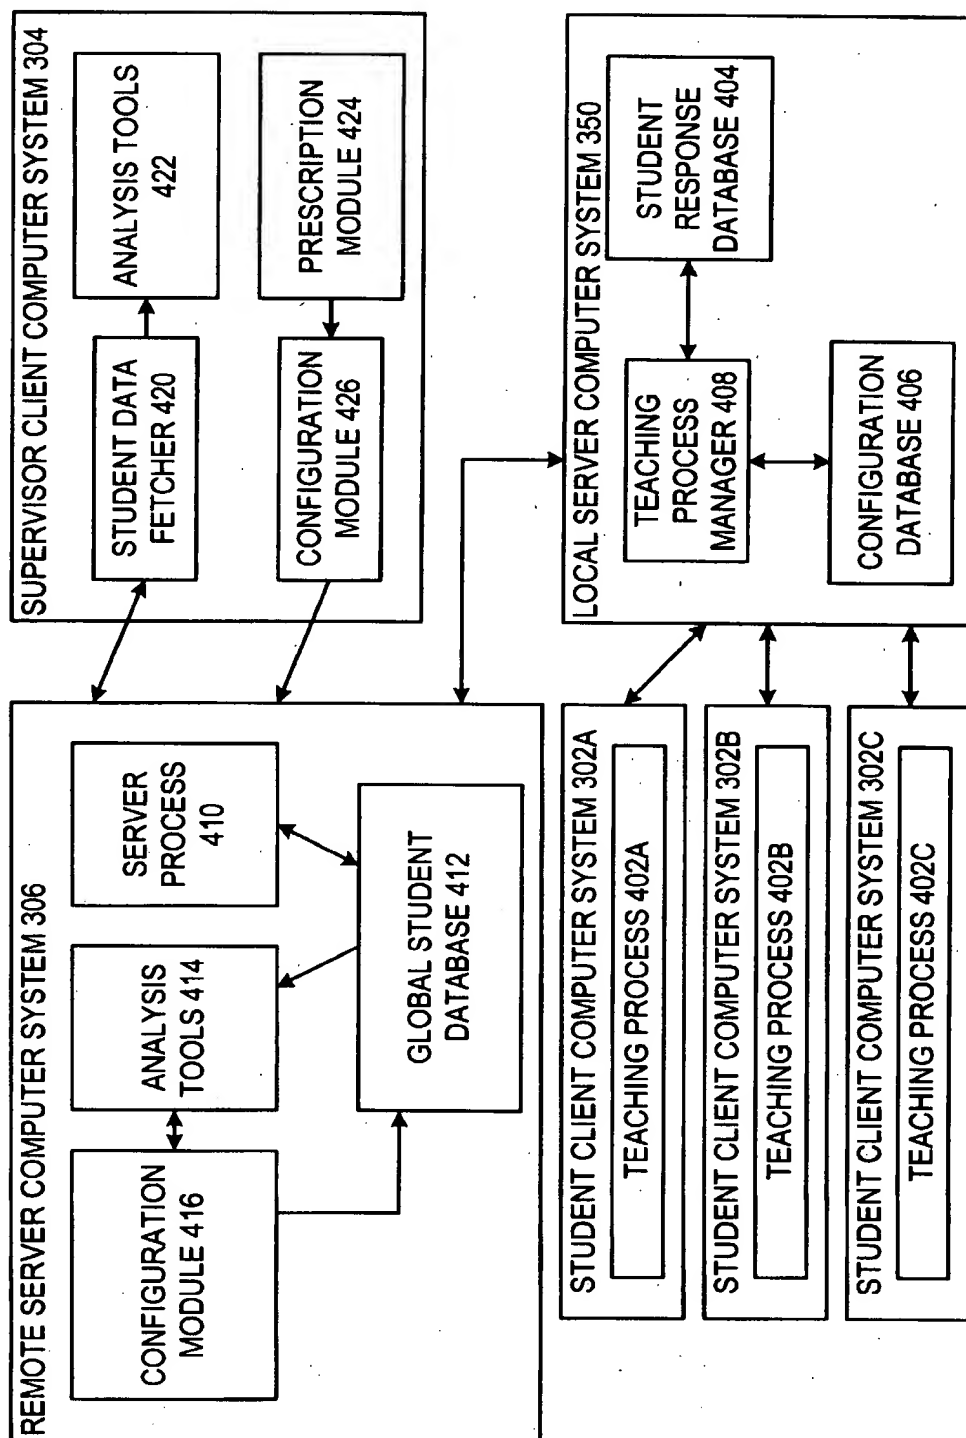 REMOTE SERVER COMPUTER SYSTEM 306
CONFIGURATION
MODULE 416
ANALYSIS
TOOLS 414
SERVER
PROCESS
410
GLOBAL STUDENT
DATABASE 412
SUPERVISOR CLIENT COMPUTER SYSTEM 304
STUDENT DATA
FETCHER 420
ANALYSIS TOOLS
422
CONFIGURATION
MODULE 426
PRESCRIPTION
MODULE 424
STUDENT CLIENT COMPUTER SYSTEM 302A
TEACHING PROCESS 402A
STUDENT CLIENT COMPUTER SYSTEM 302B
TEACHING PROCESS 402B
STUDENT CLIENT COMPUTER SYSTEM 302C
TEACHING PROCESS 402C
LOCAL SERVER COMPUTER SYSTEM 350
TEACHING
PROCESS
MANAGER 408
STUDENT
RESPONSE
DATABASE 404
CONFIGURATION
DATABASE 406